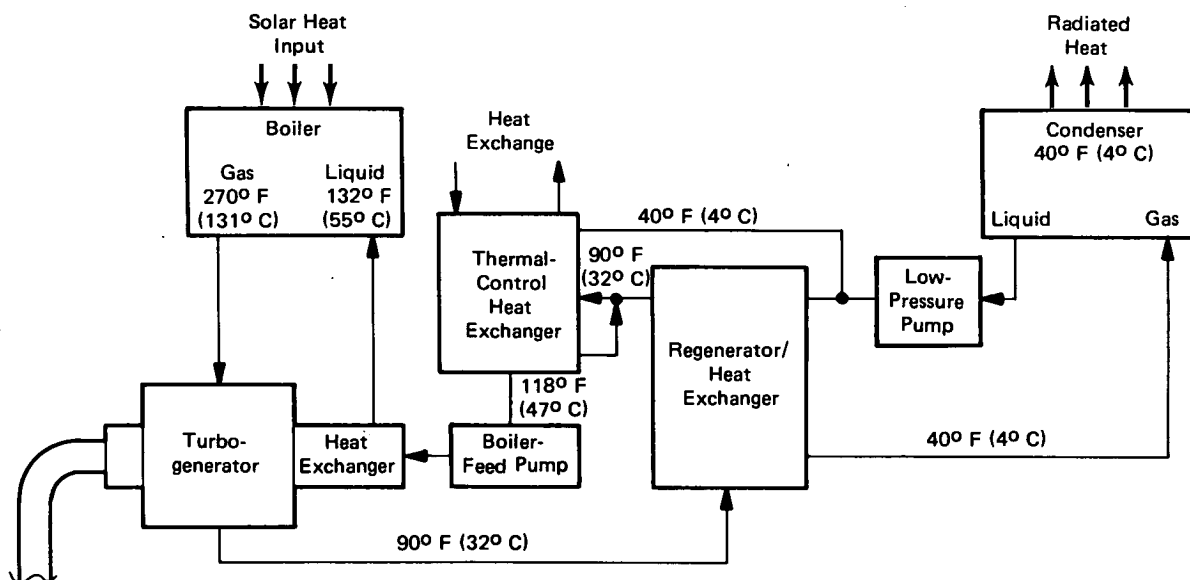 Solar Heat
Input
Boiler
Gas
270° F
(131° C)
Liquid
132° F
(55° C)
Heat
Exchange
Radiated
Heat
Condenser
40° F (4° C)
Liquid
Gas
40° F (4° C)
90° F
(32° C)
Thermal-
Control
Heat
Exchanger
Low-
Pressure
Pump
Regenerator/
Heat
Exchanger
118° F
(47° C)
Turbo-
generator
Heat
Exchanger
Boiler-
Feed Pump
40° F (4° C)
90° F (32° C)